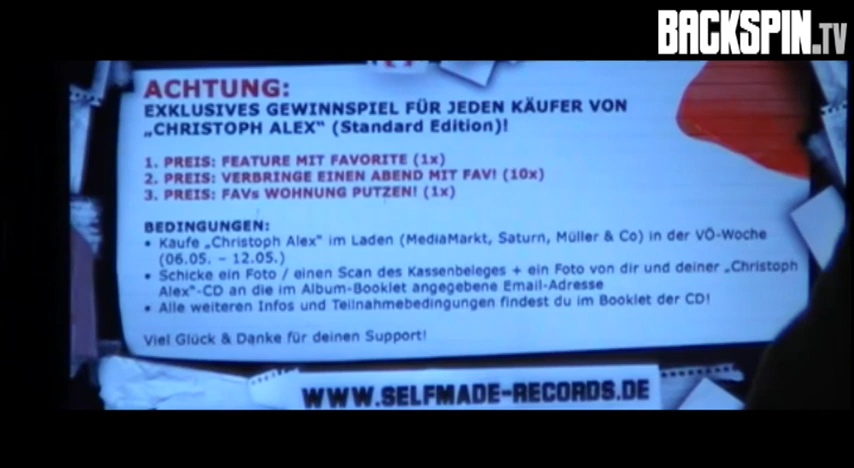 BACKSPIN.TV
ACHTUNG:
EXKLUSIVES GEWINNSPIEL FÜR JEDEN KÄUFER VON
„CHRISTOPH ALEX“ (Standard Edition)!
1. PREIS: FEATURE MIT FAVORITE (1x)
2. PREIS: VERBRINGE EINEN ABEND MIT FAV! (10x)
3. PREIS: FAVs WOHNUNG PUTZEN! (1x)
BEDINGUNGEN:
• Kaufe „Christoph Alex“ im Laden (MediaMarkt, Saturn, Müller & Co) in der VÖ-Woche
(06.05. – 12.05.)
• Schicke ein Foto / einen Scan des Kassenbeleges + ein Foto von dir und deiner „Christoph
Alex“-CD an die im Album-Booklet angegebene Email-Adresse
• Alle weiteren Infos und Teilnahmebedingungen findest du im Booklet der CD!
Viel Glück & Danke für deinen Support!
WWW.SELFMADE-RECORDS.DE